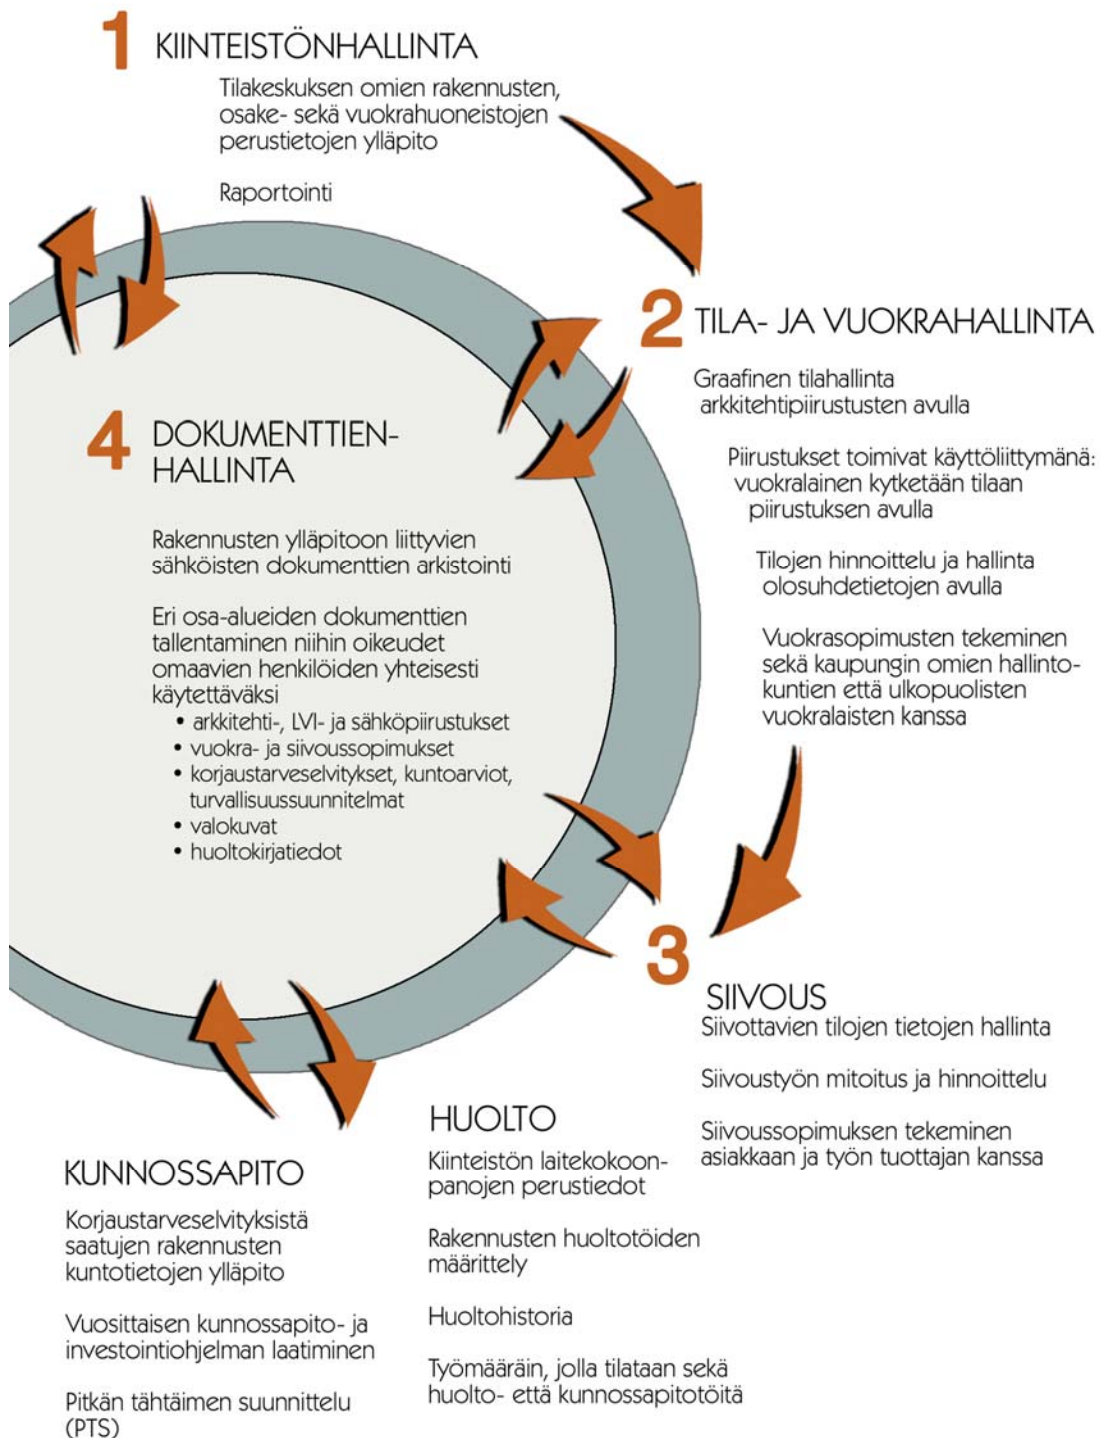 1 KIINTEISTÖNHALLINTA
Tilakeskuksen omien rakennusten,
osake- sekä vuokrahuoneistojen
perustietojen ylläpito
Raportointi
2 TILA- JA VUOKRAHALLINTA
Graafinen tilahallinta
arkkitehtipiirustusten avulla
Piirustukset toimivat käyttöliittymänä:
vuokralainen kytketään tilaan
piirustuksen avulla
Tilojen hinnoittelu ja hallinta
olosuhdetietojen avulla
Vuokrasopimusten tekeminen
sekä kaupungin omien hallinto-
kuntien että ulkopuolisten
vuokralaisten kanssa
4 DOKUMENTTIEN-
HALLINTA
Rakennusten ylläpitoon liittyvien
sähköisten dokumenttien arkistointi
Eri osa-alueiden dokumenttien
tallentaminen niihin oikeudet
omaavien henkilöiden yhteisesti
käytettäväksi
• arkkitehti-, LVI- ja sähköpiirustukset
• vuokra- ja siivoussopimukset
• korjaustarveselvitykset, kuntoarviot,
turvallisuussuunnitelmat
• valokuvat
• huoltokirjatiedot
3
SIIVOUS
Siivottavien tilojen tietojen hallinta
Siivoustyön mitoitus ja hinnoittelu
Siivoussopimuksen tekeminen
asiakkaan ja työn tuottajan kanssa
HUOLTO
Kiinteistön laitekokoon-
panojen perustiedot
Rakennusten huoltotöiden
määrittely
Huoltohistoria
Työmääräin, jolla tilataan sekä
huolto- että kunnossapitotöitä
KUNNOSSAPITO
Korjaustarveselvityksistä
saatujen rakennusten
kuntotietojen ylläpito
Vuosittaisen kunnossapito- ja
investointiohjelman laatiminen
Pitkän tähtäimen suunnittelu
(PTS)